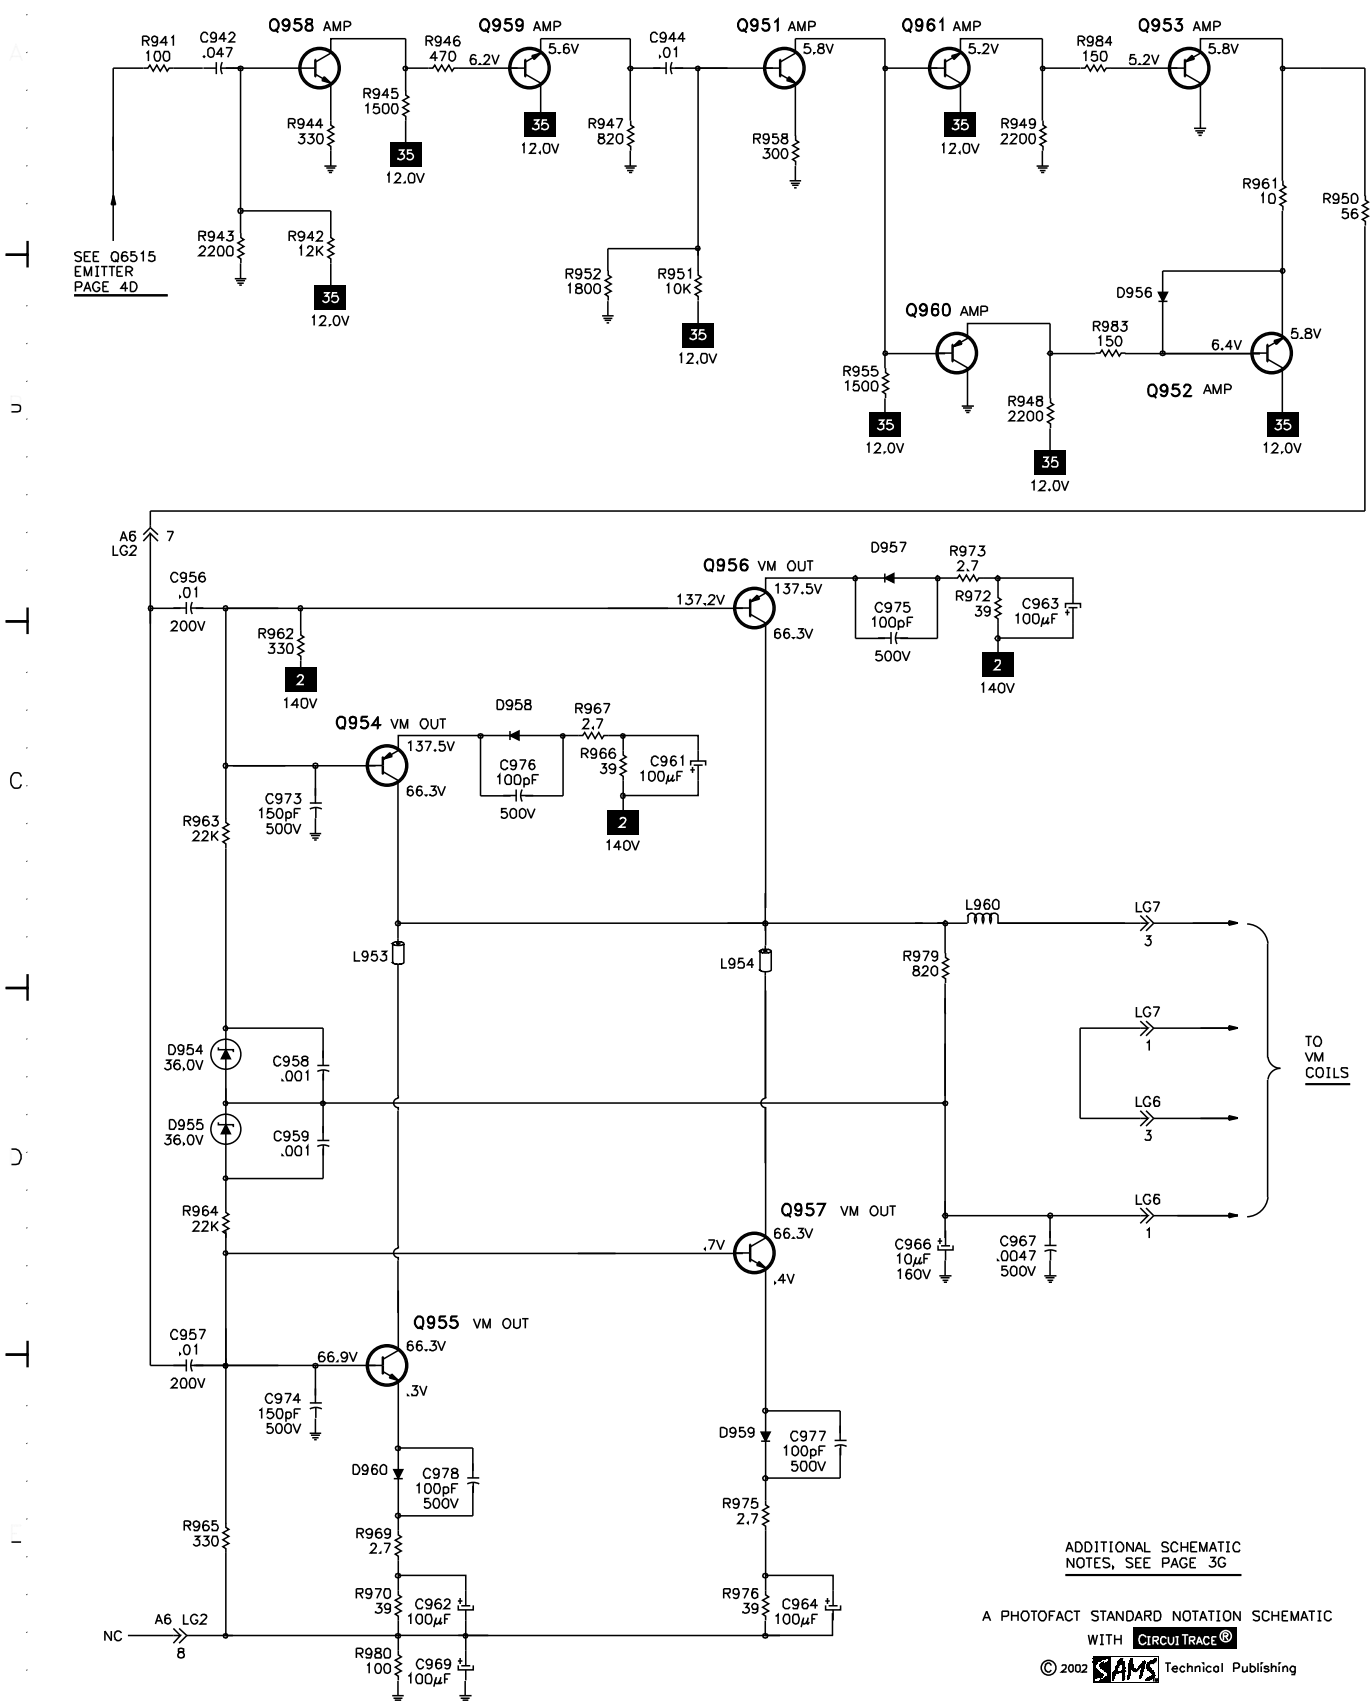 Q958 AMP
Q959 AMP
Q951 AMP
Q961 AMP
Q953 AMP
R941
100
C942
.047
R946
470
6.2V
5.6V
C944
.01
5.8V
5.2V
R984
150
5.2V
5.8V
R945
1500
R944
330
35
12.0V
35
12.0V
R947
820
R958
300
35
12.0V
R949
2200
R961
10
R950
56
SEE Q6515
EMITTER
PAGE 4D
R943
2200
R942
12K
35
12.0V
R952
1800
R951
10K
35
12.0V
Q960 AMP
D956
R983
150
6.4V
5.8V
Q952 AMP
R955
1500
35
12.0V
R948
2200
35
12.0V
35
12.0V
A6
LG2
7
C956
.01
200V
R962
330
2
140V
Q956 VM OUT
137.2V
137.5V
66.3V
D957
C975
100pF
500V
R973
2.7
R972
39
C963
100µF
2
140V
Q954 VM OUT
137.5V
66.3V
D958
C976
100pF
500V
R967
2.7
R966
39
C961
100µF
2
140V
C
C973
150pF
500V
R963
22K
L953
L954
L960
R979
820
LG7
3
LG7
1
LG6
3
LG6
1
TO
VM
COILS
D954
36.0V
C958
.001
D955
36.0V
C959
.001
R964
22K
Q957 VM OUT
.7V
66.3V
.4V
C966
10µF
160V
C967
.0047
500V
Q955 VM OUT
C957
.01
200V
66.9V
66.3V
.3V
C974
150pF
500V
D959
C977
100pF
500V
D960
C978
100pF
500V
R975
2.7
R965
330
R969
2.7
R970
39
C962
100µF
R976
39
C964
100µF
NC
A6 LG2
8
R980
100
C969
100µF
ADDITIONAL SCHEMATIC
NOTES, SEE PAGE 3G
A PHOTOFACT STANDARD NOTATION SCHEMATIC
WITH CIRCUITRACE®
© 2002 SAMS Technical Publishing